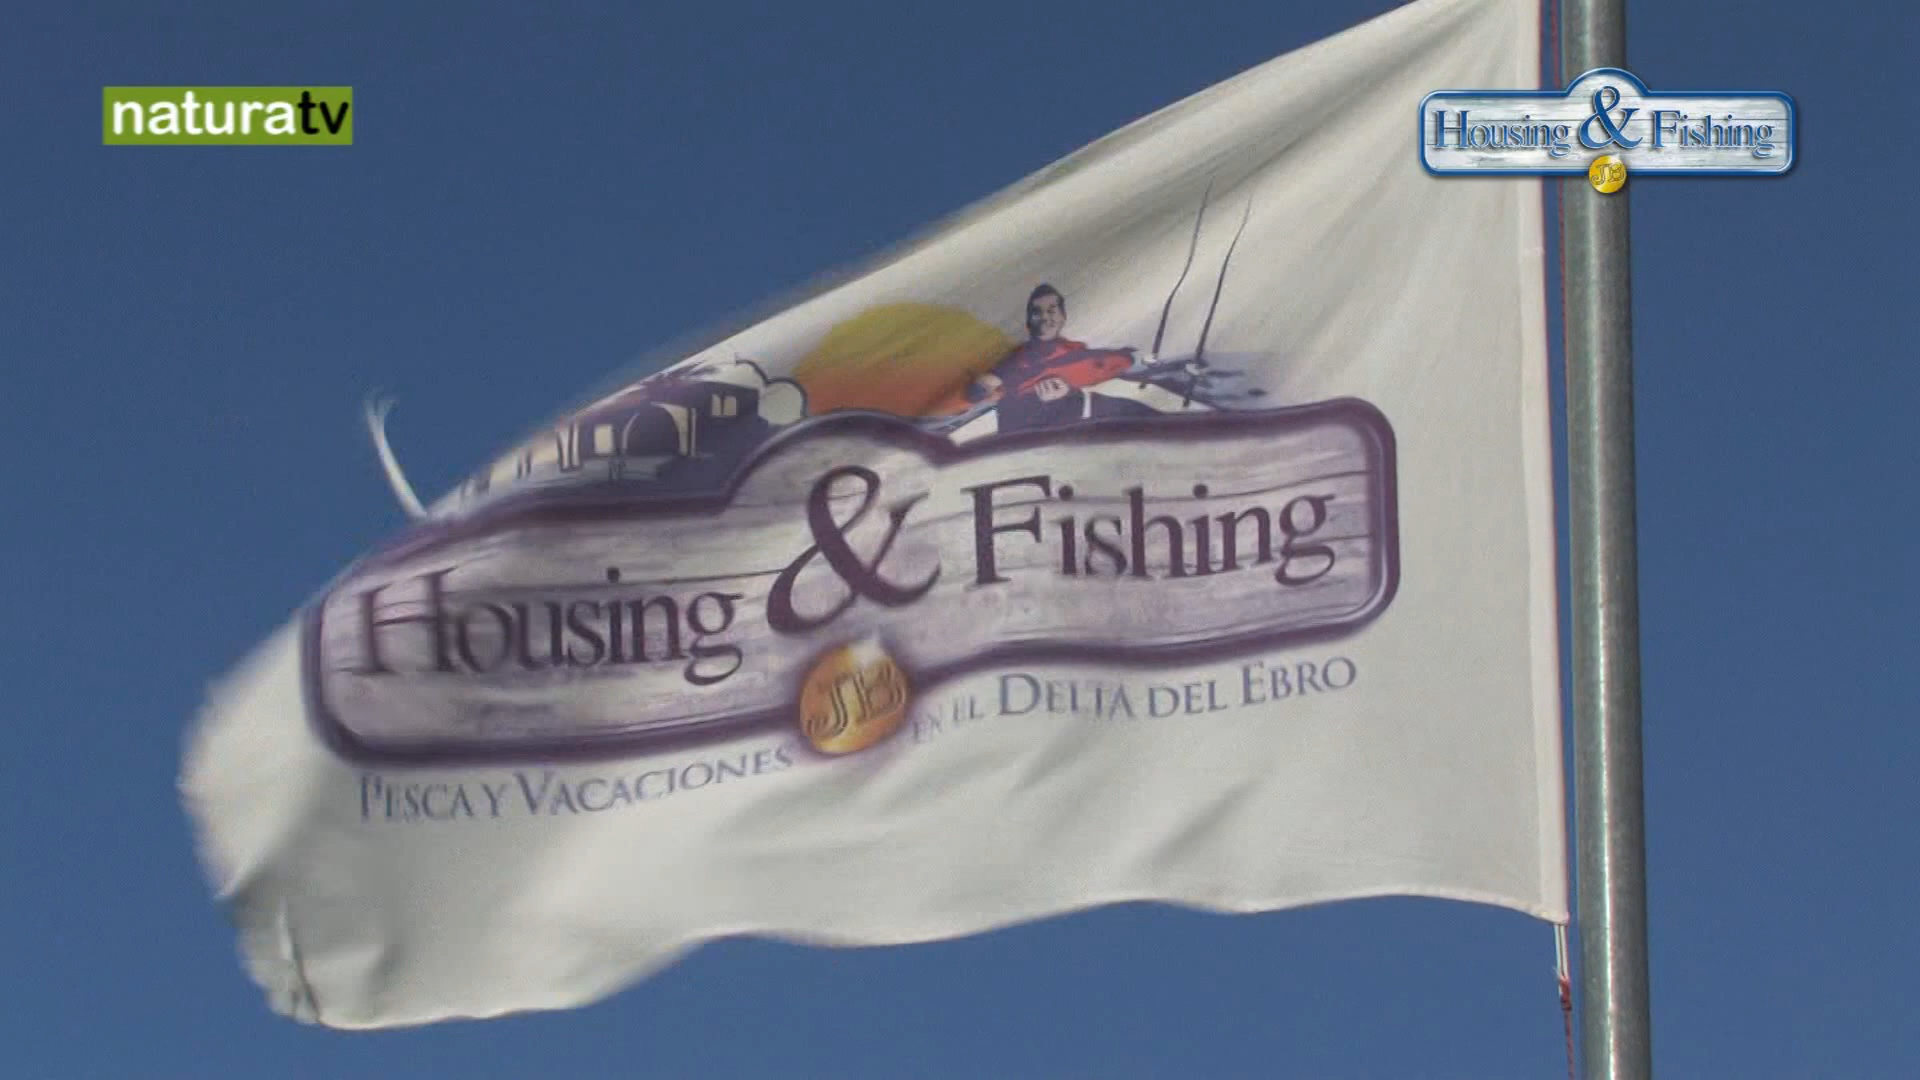 naturatv
Housing & Fishing
JB
Housing & Fishing
JB
PESCA Y VACACIONES EN EL DELTA DEL EBRO